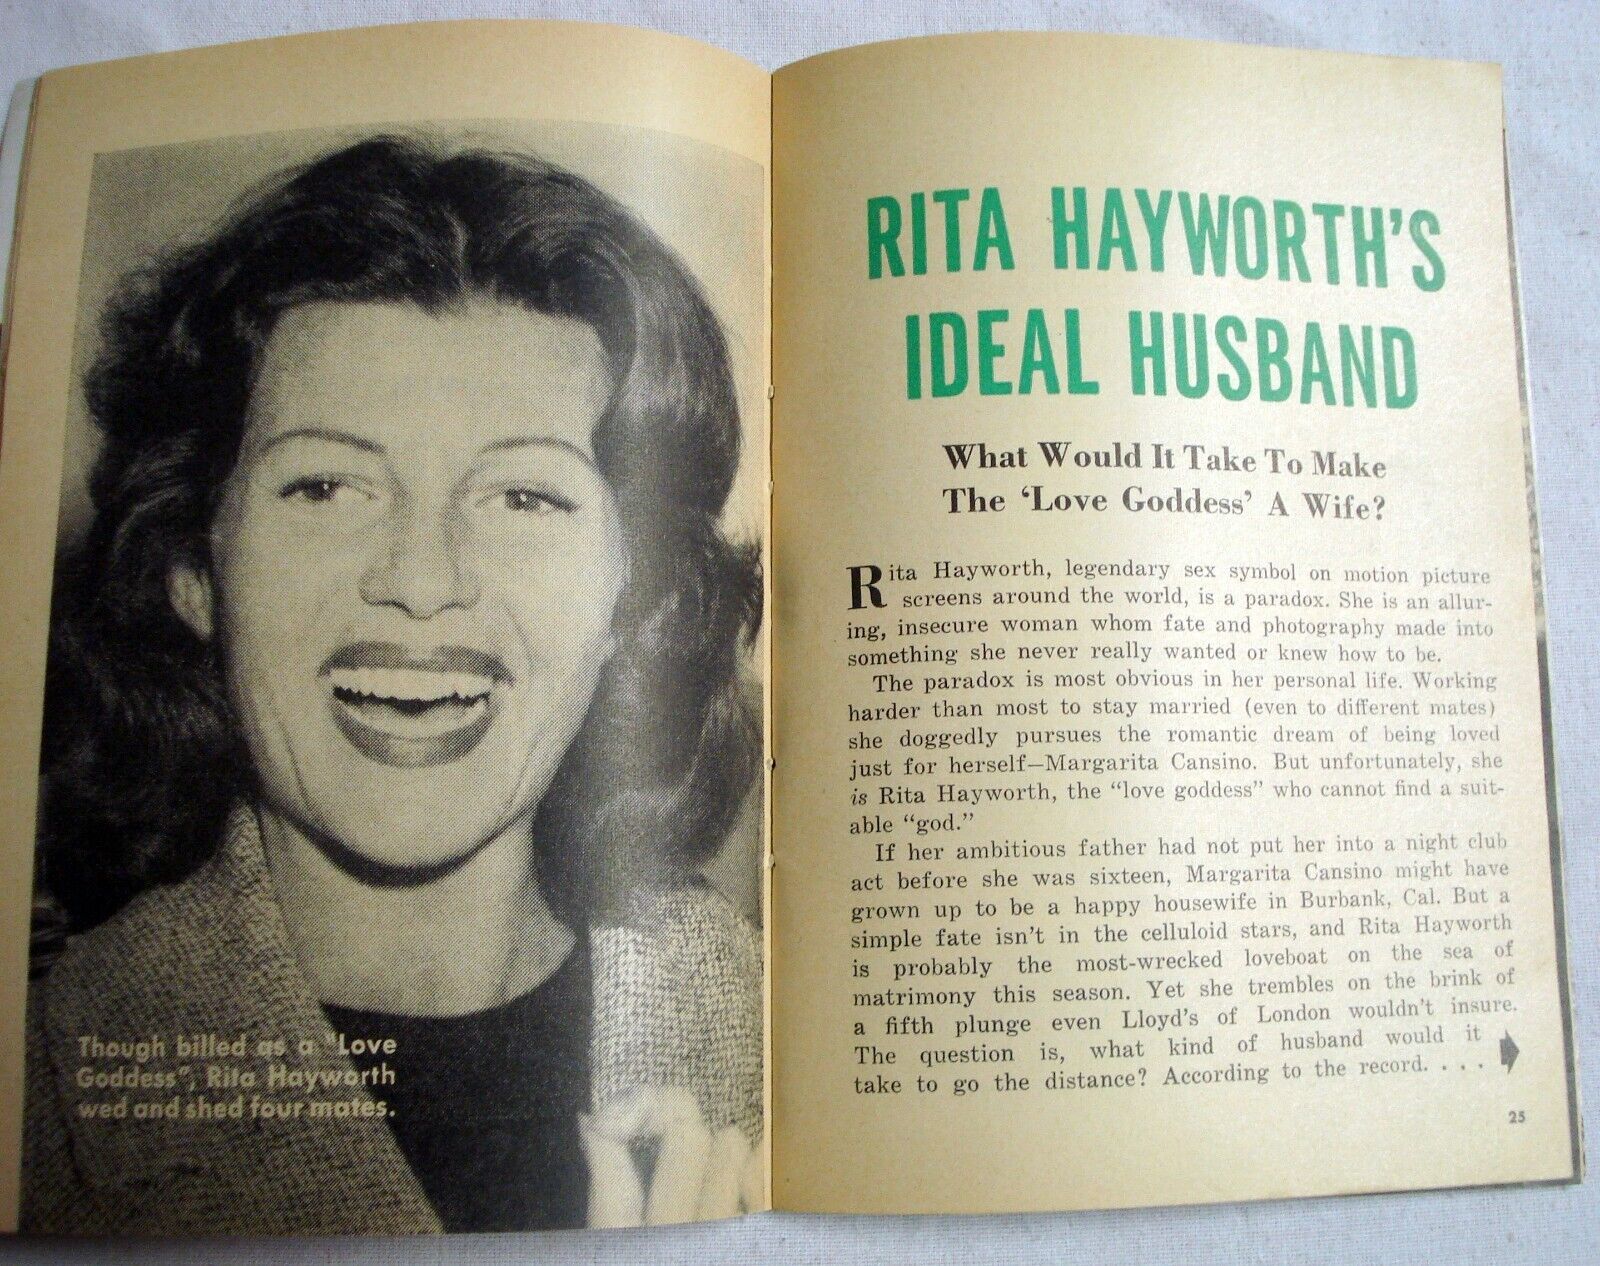 Though billed as a "Love
Goddess", Rita Hayworth
wed and shed four mates.
RITA HAYWORTH'S
IDEAL HUSBAND
What Would It Take To Make
The 'Love Goddess' A Wife?
Rita Hayworth, legendary sex symbol on motion picture
screens around the world, is a paradox. She is an allur-
ing, insecure woman whom fate and photography made into
something she never really wanted or knew how to be.
The paradox is most obvious in her personal life. Working
harder than most to stay married (even to different mates)
she doggedly pursues the romantic dream of being loved
just for herself—Margarita Cansino. But unfortunately, she
is Rita Hayworth, the "love goddess" who cannot find a suit-
able "god."
If her ambitious father had not put her into a night club
act before she was sixteen, Margarita Cansino might have
grown up to be a happy housewife in Burbank, Cal. But a
simple fate isn't in the celluloid stars, and Rita Hayworth
is probably the most-wrecked loveboat on the sea of
matrimony this season. Yet she trembles on the brink of
a fifth plunge even Lloyd's of London wouldn't insure.
The question is, what kind of husband would it
take to go the distance? According to the record. . . .
25